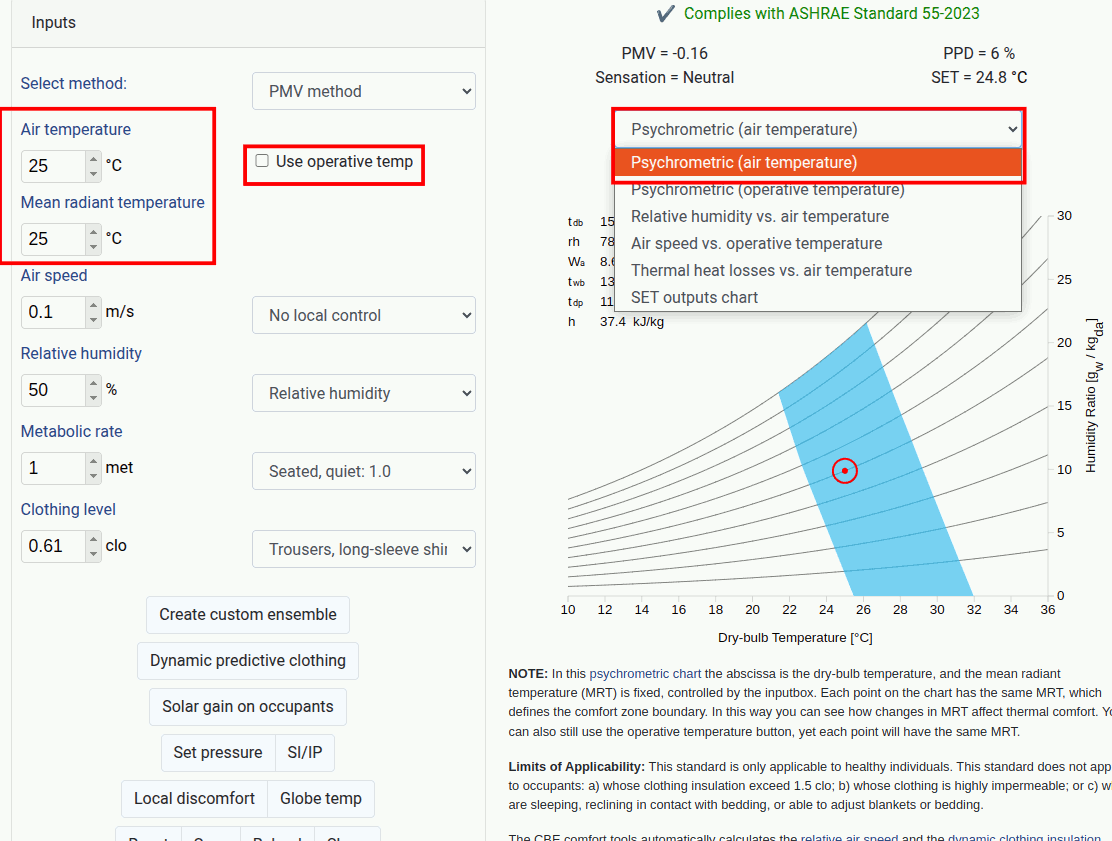 Inputs
✔ Complies with ASHRAE Standard 55-2023
PMV = -0.16
PPD = 6 %
Sensation = Neutral
SET = 24.8 °C
Select method:
PMV method
Air temperature
25 °C
Use operative temp
Mean radiant temperature
25 °C
Air speed
0.1 m/s
No local control
Relative humidity
50 %
Relative humidity
Metabolic rate
1 met
Seated, quiet: 1.0
Clothing level
0.61 clo
Trousers, long-sleeve shir
Create custom ensemble
Dynamic predictive clothing
Solar gain on occupants
Set pressure SI/IP
Local discomfort Globe temp
Psychrometric (air temperature)
Psychrometric (air temperature)
Psychrometric (operative temperature)
Relative humidity vs. air temperature
Air speed vs. operative temperature
Thermal heat losses vs. air temperature
SET outputs chart
tdb 15
rh 78
Wa 8.6
twb 13
tdp 11
h 37.4 kJ/kg
30
25
20
15
10
5
0
Humidity Ratio [gw / kgda]
10 12 14 16 18 20 22 24 26 28 30 32 34 36
Dry-bulb Temperature [°C]
NOTE: In this psychrometric chart the abscissa is the dry-bulb temperature, and the mean radiant
temperature (MRT) is fixed, controlled by the inputbox. Each point on the chart has the same MRT, which
defines the comfort zone boundary. In this way you can see how changes in MRT affect thermal comfort. Yo
can also still use the operative temperature button, yet each point will have the same MRT.
Limits of Applicability: This standard is only applicable to healthy individuals. This standard does not app
to occupants: a) whose clothing insulation exceed 1.5 clo; b) whose clothing is highly impermeable; or c) w
are sleeping, reclining in contact with bedding, or able to adjust blankets or bedding.
The CBE comfort tools automatically calculates the relative air speed and the dynamic clothing insulation